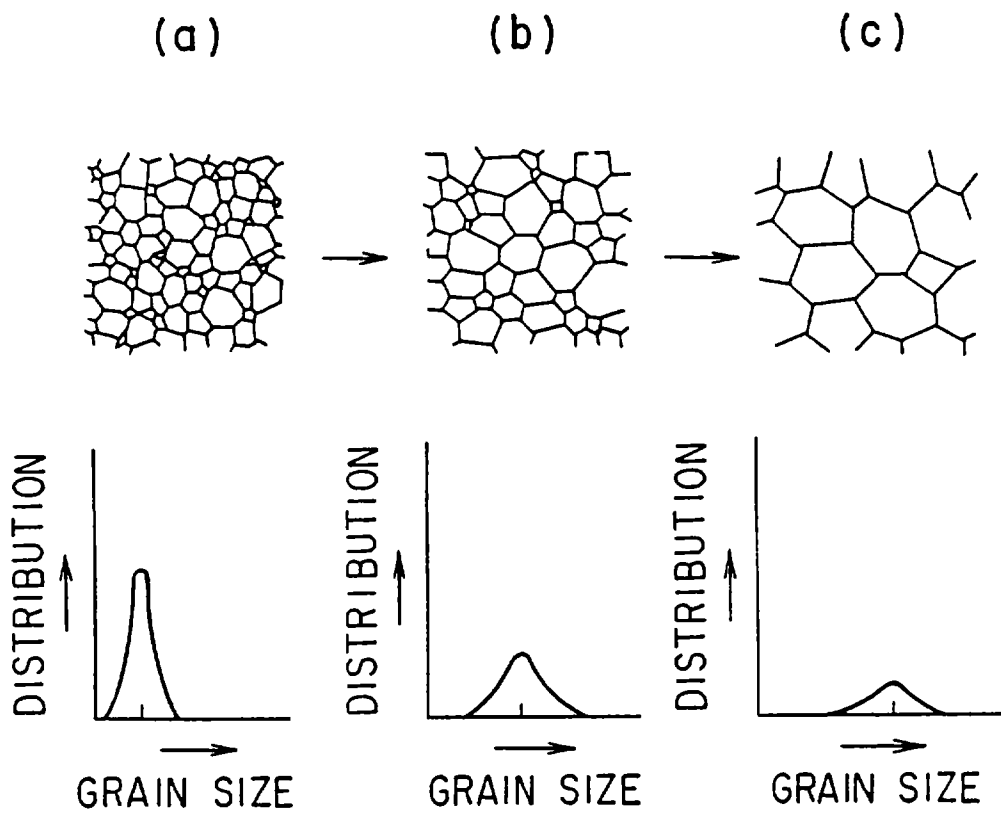 (a)
(b)
(c)
DISTRIBUTION
GRAIN SIZE
DISTRIBUTION
GRAIN SIZE
DISTRIBUTION
GRAIN SIZE